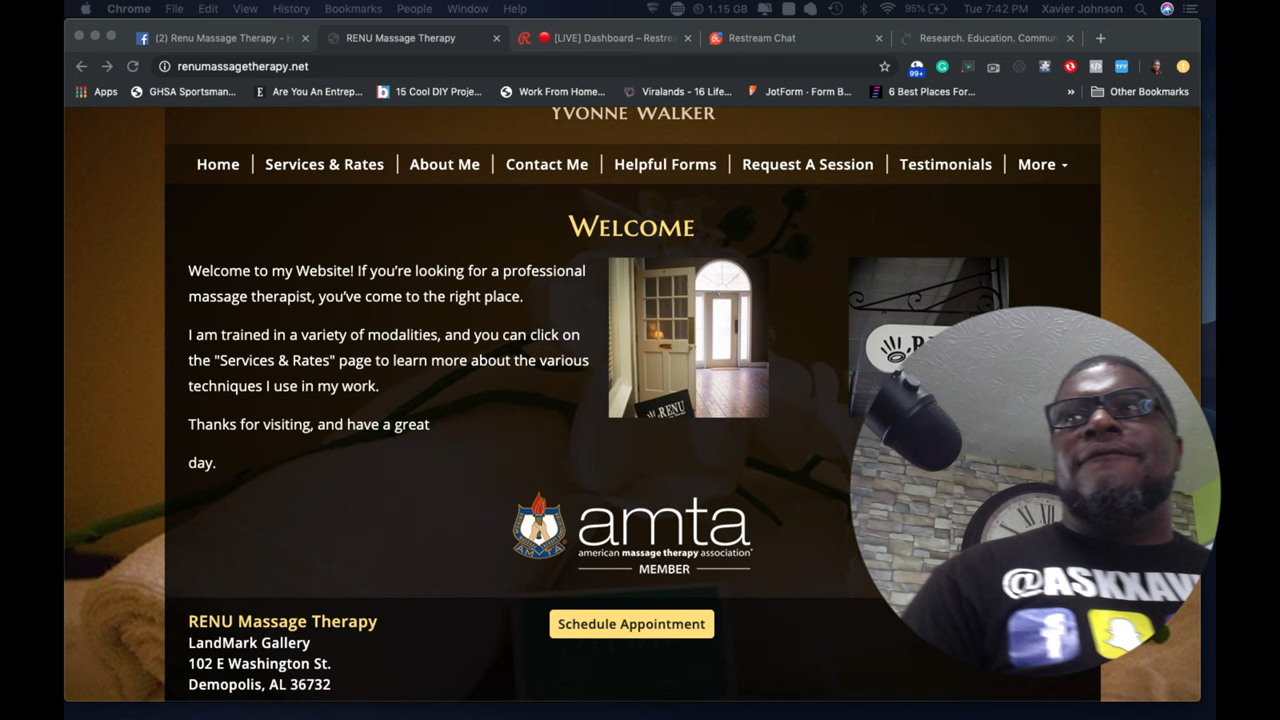 Chrome File Edit View History Bookmarks People Window Help 1.15 GB 95% Tue 7:42 PM Xavier Johnson
(2) Renu Massage Therapy - H RENU Massage Therapy [LIVE] Dashboard – Restre Restream Chat Research. Education. Commun
renumassagetherapy.net 99+
Apps GHSA Sportsman... Are You An Entrep... 15 Cool DIY Proje... Work From Home... Viralands - 16 Life... JotForm · Form B... 6 Best Places For... » Other Bookmarks
YVONNE WALKER
Home Services & Rates About Me Contact Me Helpful Forms Request A Session Testimonials More
WELCOME
Welcome to my Website! If you're looking for a professional
massage therapist, you've come to the right place.
I am trained in a variety of modalities, and you can click on
the "Services & Rates" page to learn more about the various
techniques I use in my work.
Thanks for visiting, and have a great
day.
RENU
amta
american massage therapy association®
MEMBER
@ASKXAV
RENU Massage Therapy
LandMark Gallery
102 E Washington St.
Demopolis, AL 36732
Schedule Appointment